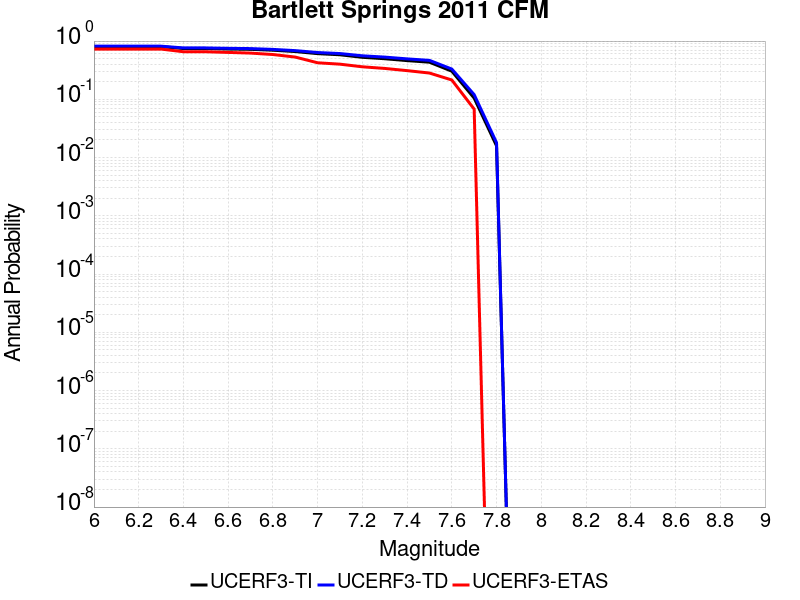 Bartlett Springs 2011 CFM
Annual Probability
10^0
10^-1
10^-2
10^-3
10^-4
10^-5
10^-6
10^-7
10^-8
6 6.2 6.4 6.6 6.8 7 7.2 7.4 7.6 7.8 8 8.2 8.4 8.6 8.8 9
Magnitude
UCERF3-TI UCERF3-TD UCERF3-ETAS